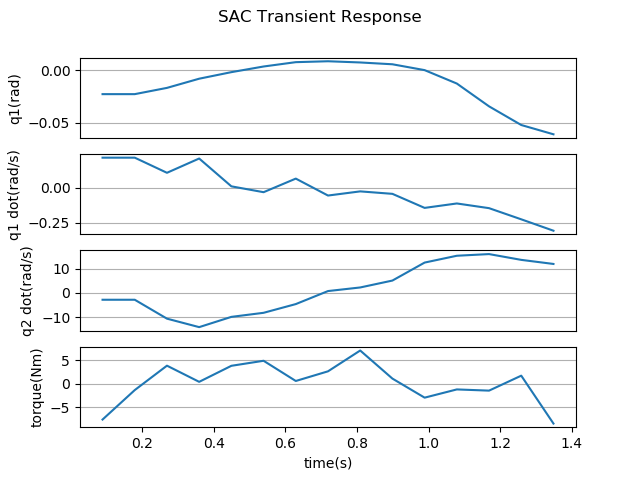 SAC Transient Response
q1(rad)
0.00
−0.05
q1 dot(rad/s)
0.00
−0.25
q2 dot(rad/s)
10
0
−10
torque(Nm)
5
0
−5
0.2 0.4 0.6 0.8 1.0 1.2 1.4
time(s)